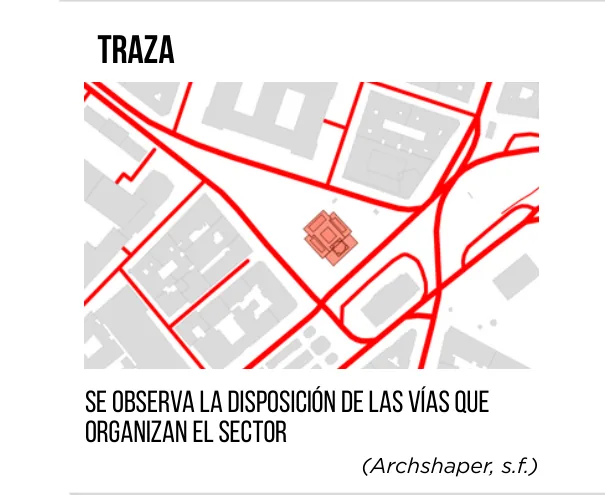 TRAZA
SE OBSERVA LA DISPOSICIÓN DE LAS VÍAS QUE
ORGANIZAN EL SECTOR
(Archshaper, s.f.)